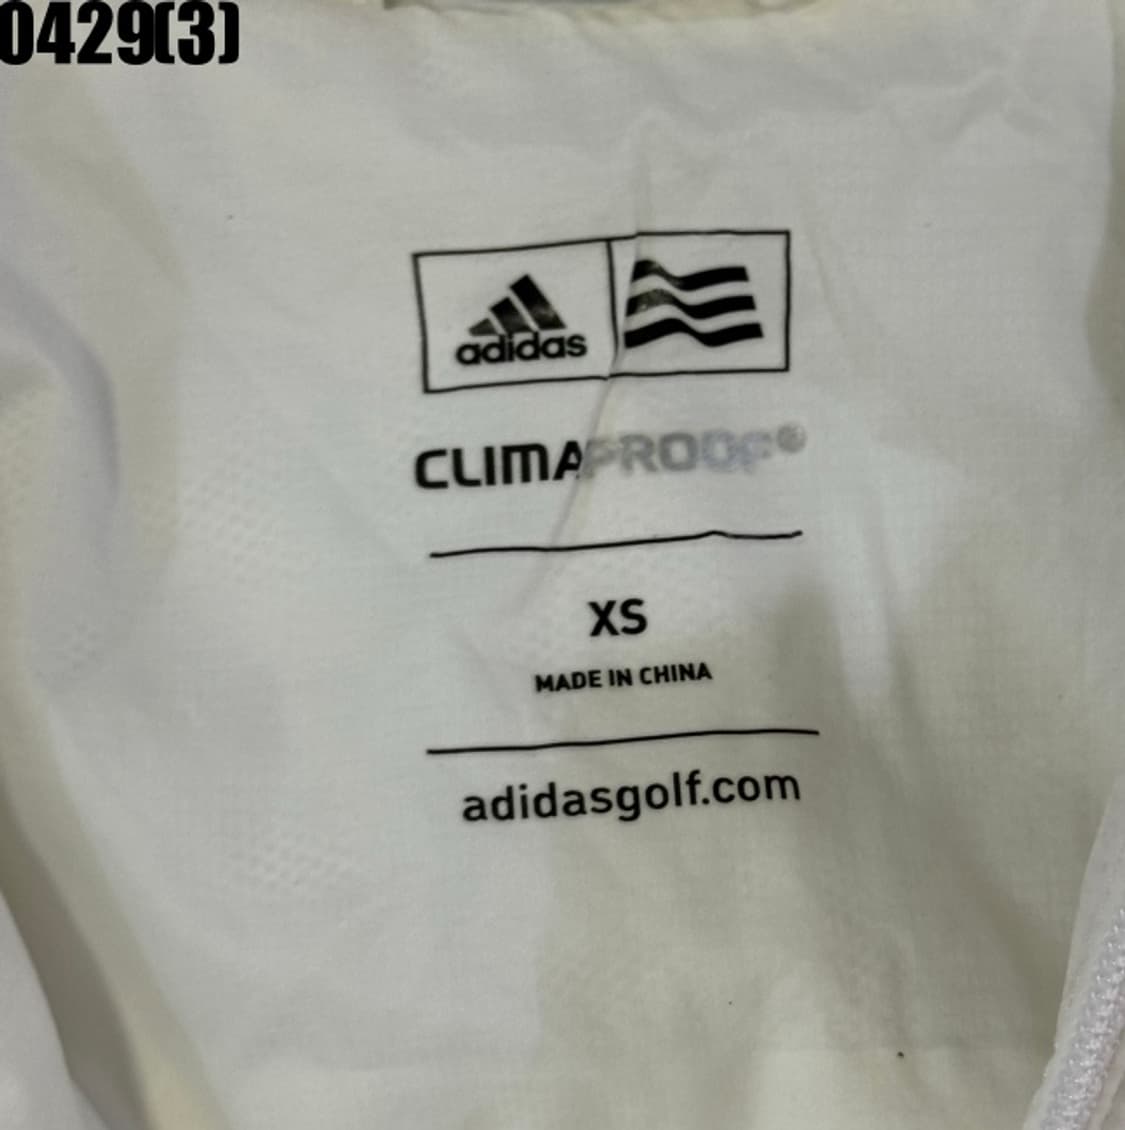 0429(3)
adidas
CLIMAPROOF®
XS
MADE IN CHINA
adidasgolf.com